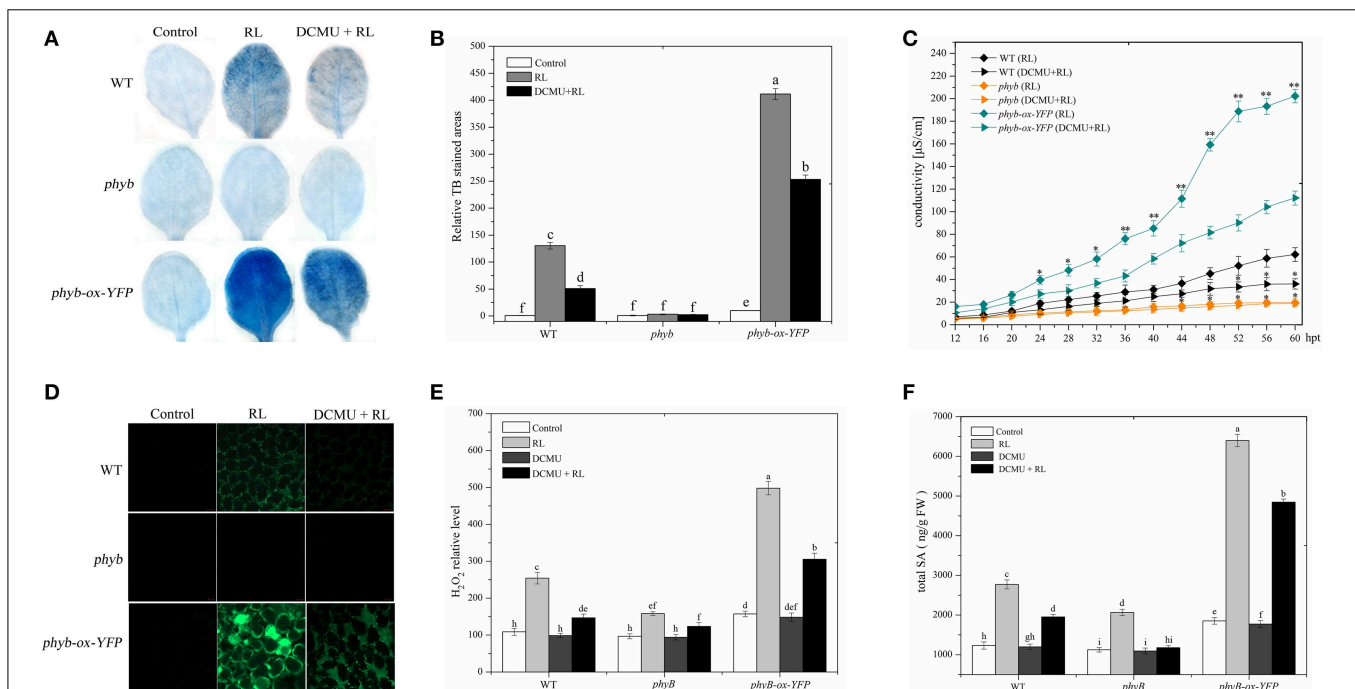 A
Control RL DCMU + RL
WT
phyb
phyb-ox-YFP
B
Relative TB stained areas
500
450
400
350
300
250
200
150
100
50
0
Control
RL
DCMU+RL
f
c
d
f
f
f
e
a
b
WT phyb phyb-ox-YFP
C
conductivity [µS/cm]
240
220
200
180
160
140
120
100
80
60
40
20
0
WT (RL)
WT (DCMU+RL)
phyb (RL)
phyb (DCMU+RL)
phyb-ox-YFP (RL)
phyb-ox-YFP (DCMU+RL)
* * * ** ** ** ** ** ** **
* * * * *
* * * * *
12 16 20 24 28 32 36 40 44 48 52 56 60 hpt
D
Control RL DCMU + RL
WT
phyb
phyb-ox-YFP
E
H2O2 relative level
700
600
500
400
300
200
100
0
Control
RL
DCMU
DCMU + RL
h
c
h
de
h
ef
h
f
d
a
def
b
WT phyB phyB-ox-YFP
F
total SA ( ng/g FW)
7000
6000
5000
4000
3000
2000
1000
Control
RL
DCMU
DCMU + RL
h
c
gh
d
i
d
i
hi
e
a
f
b
WT phyB phyB-ox-YFP